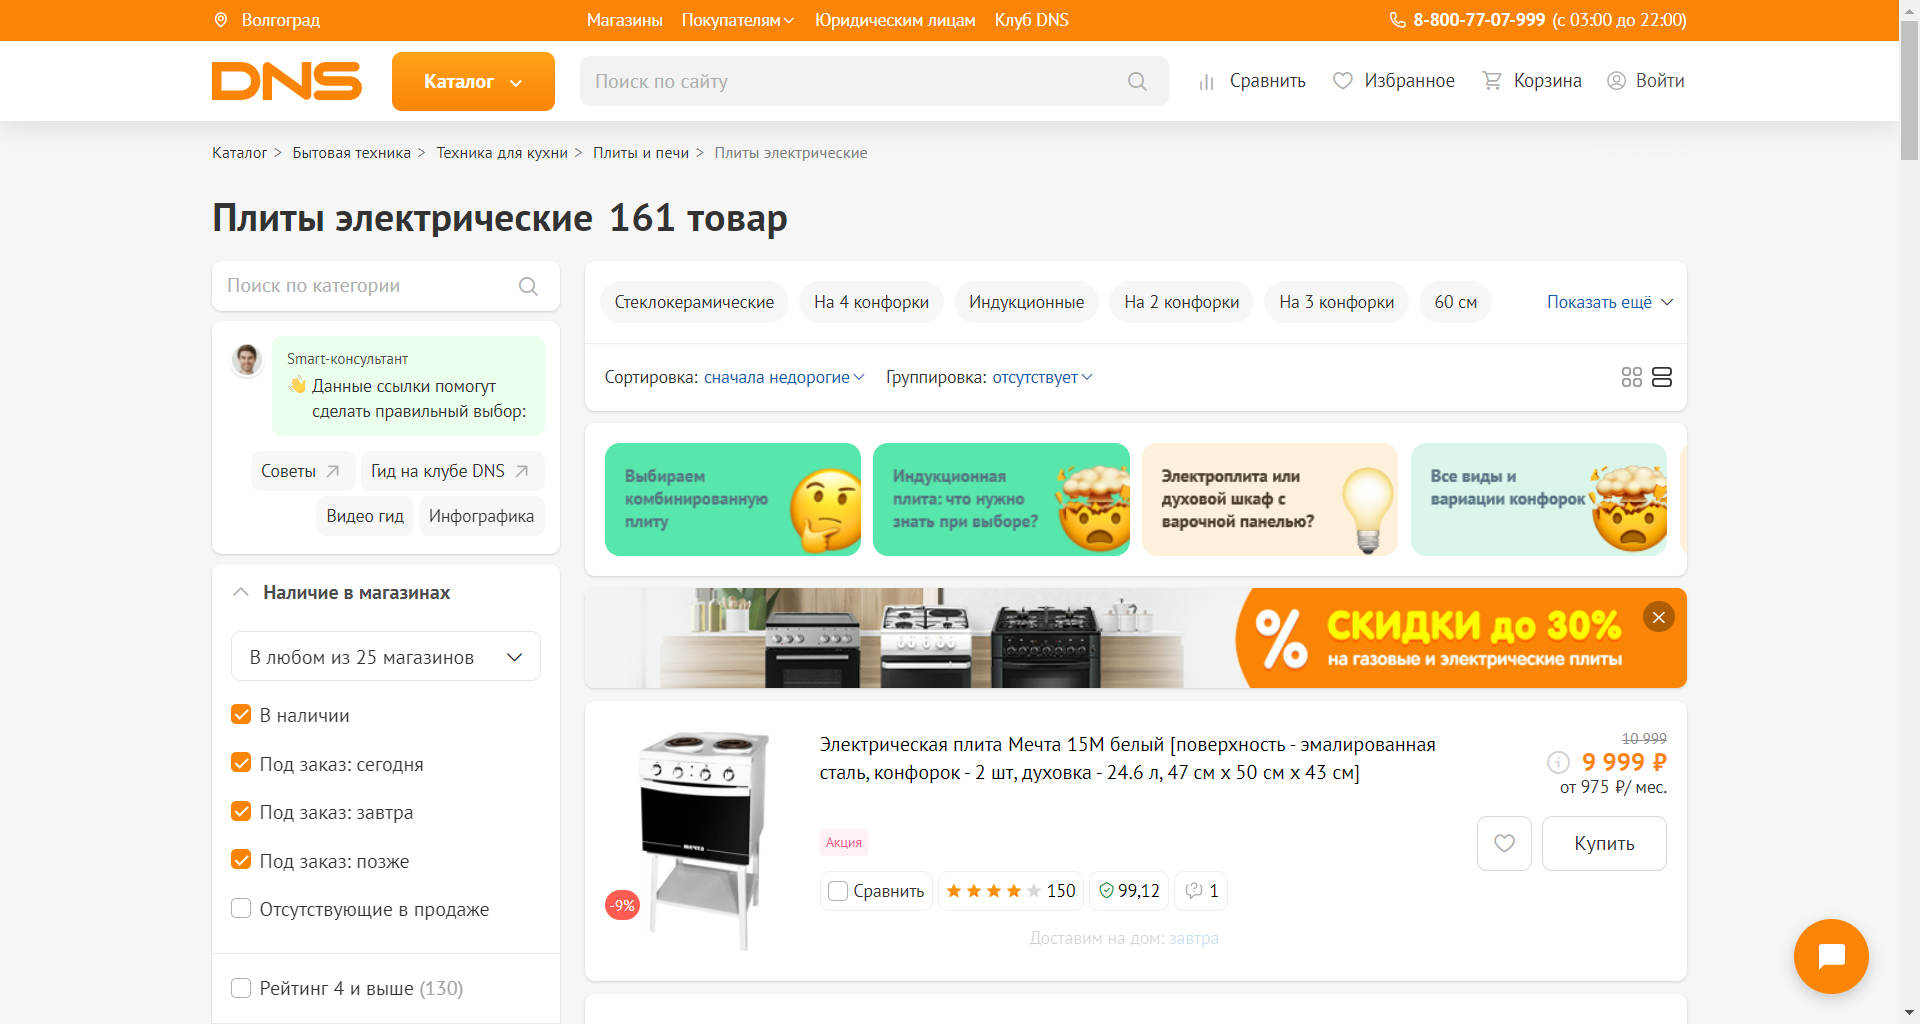 Волгоград
Магазины Покупателям Юридическим лицам Клуб DNS
8-800-77-07-999 (с 03:00 до 22:00)
DNS
Каталог
Поиск по сайту
Сравнить Избранное Корзина Войти
Каталог > Бытовая техника > Техника для кухни > Плиты и печи > Плиты электрические
Плиты электрические 161 товар
Поиск по категории
Smart-консультант
👋 Данные ссылки помогут
сделать правильный выбор:
Советы Гид на клубе DNS
Видео гид Инфографика
Наличие в магазинах
В любом из 25 магазинов
В наличии
Под заказ: сегодня
Под заказ: завтра
Под заказ: позже
Отсутствующие в продаже
Рейтинг 4 и выше (130)
Стеклокерамические На 4 конфорки Индукционные На 2 конфорки На 3 конфорки 60 см Показать ещё
Сортировка: сначала недорогие Группировка: отсутствует
Выбираем
комбинированную
плиту
Индукционная
плита: что нужно
знать при выборе?
Электроплита или
духовой шкаф с
варочной панелью?
Все виды и
вариации конфорок
% СКИДКИ до 30%
на газовые и электрические плиты
мечта
-9%
Электрическая плита Мечта 15М белый [поверхность - эмалированная
сталь, конфорок - 2 шт, духовка - 24.6 л, 47 см x 50 см x 43 см]
Акция
Сравнить 150 99,12 1
Доставим на дом: завтра
10 999
9 999 ₽
от 975 ₽/ мес.
Купить